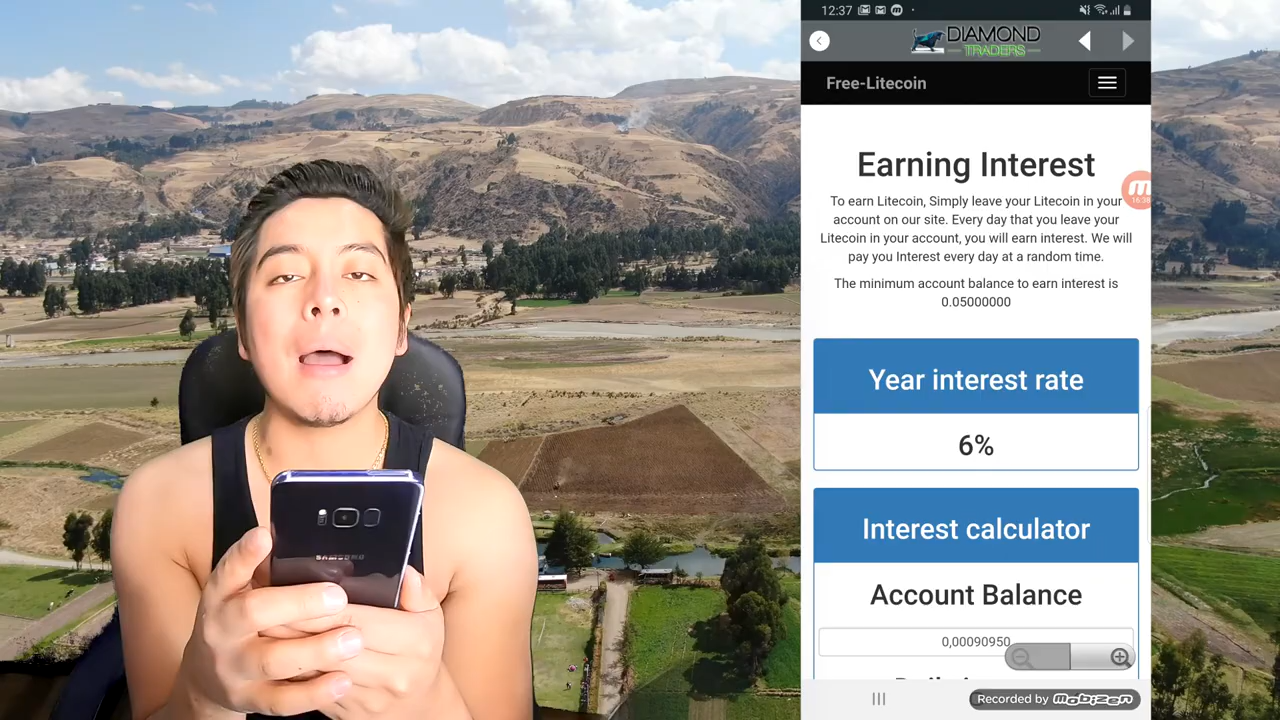 12:37
DIAMOND
TRADERS
Free-Litecoin
Earning Interest
16:38
To earn Litecoin, Simply leave your Litecoin in your
account on our site. Every day that you leave your
Litecoin in your account, you will earn interest. We will
pay you Interest every day at a random time.
The minimum account balance to earn interest is
0.05000000
Year interest rate
6%
Interest calculator
Account Balance
0,00090950
SAMSUNG
Recorded by mobizen